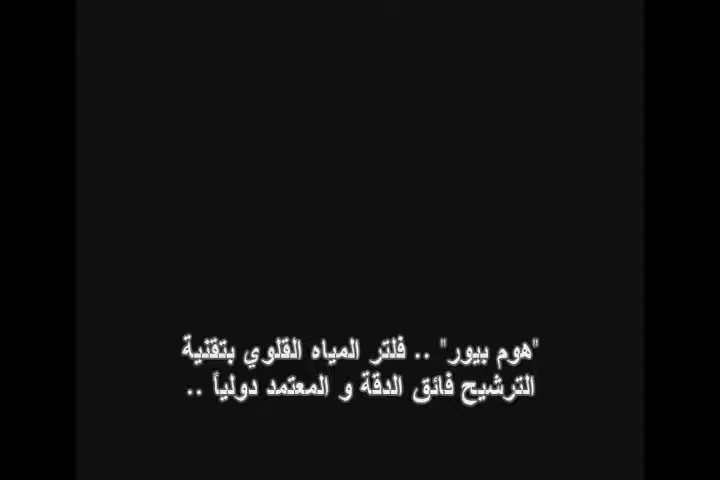 "هوم بيور" .. فلتر المياه القلوي بتقنية
الترشيح فائق الدقة و المعتمد دولياً ..